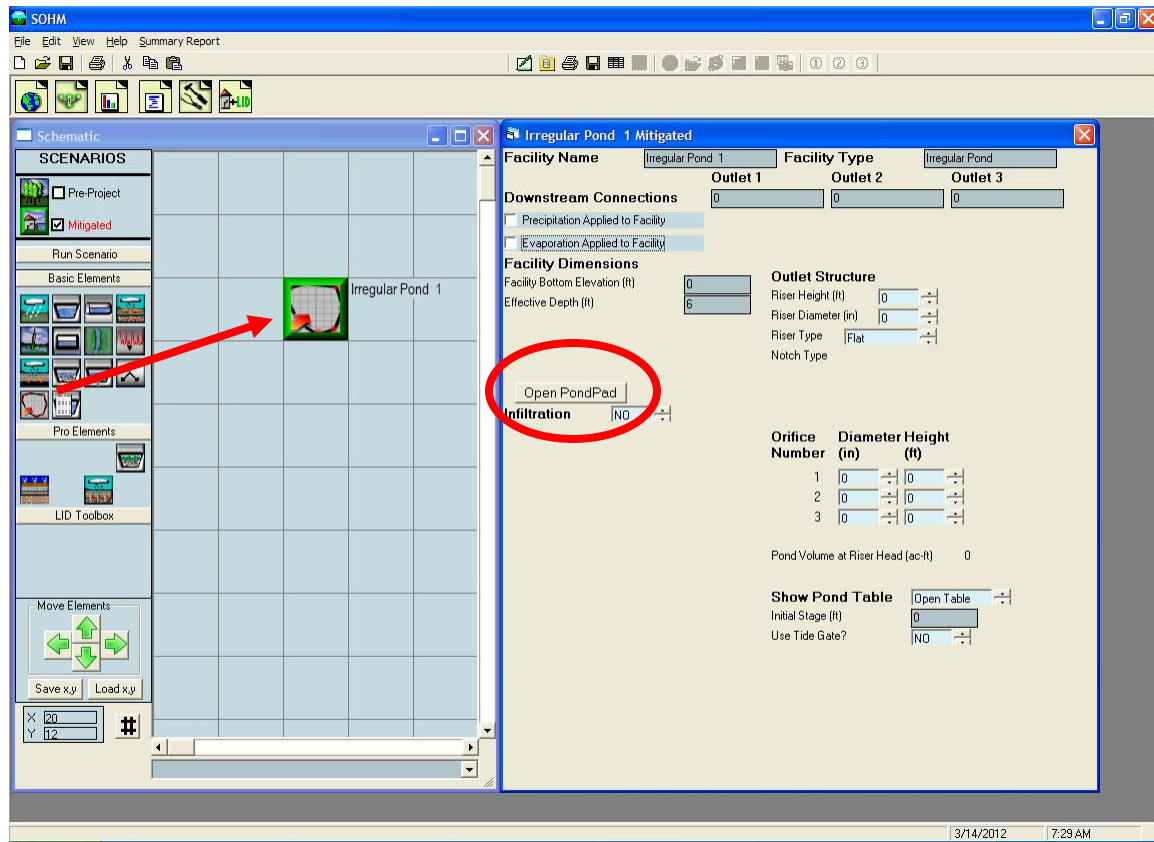 SOHM
File Edit View Help Summary Report
Schematic
SCENARIOS
Pre-Project
Mitigated
Run Scenario
Basic Elements
Pro Elements
LID Toolbox
Move Elements
Save x,y Load x,y
X 20
Y 12
Irregular Pond 1
Irregular Pond 1 Mitigated
Facility Name Irregular Pond 1 Facility Type Irregular Pond
Outlet 1 Outlet 2 Outlet 3
Downstream Connections 0 0 0
Precipitation Applied to Facility
Evaporation Applied to Facility
Facility Dimensions
Facility Bottom Elevation (ft) 0
Effective Depth (ft) 6
Outlet Structure
Riser Height (ft) 0
Riser Diameter (in) 0
Riser Type Flat
Notch Type
Open PondPad
Infiltration NO
Orifice Diameter Height
Number (in) (ft)
1 0 0
2 0 0
3 0 0
Pond Volume at Riser Head (ac-ft) 0
Show Pond Table Open Table
Initial Stage (ft) 0
Use Tide Gate? NO
3/14/2012 7:29 AM